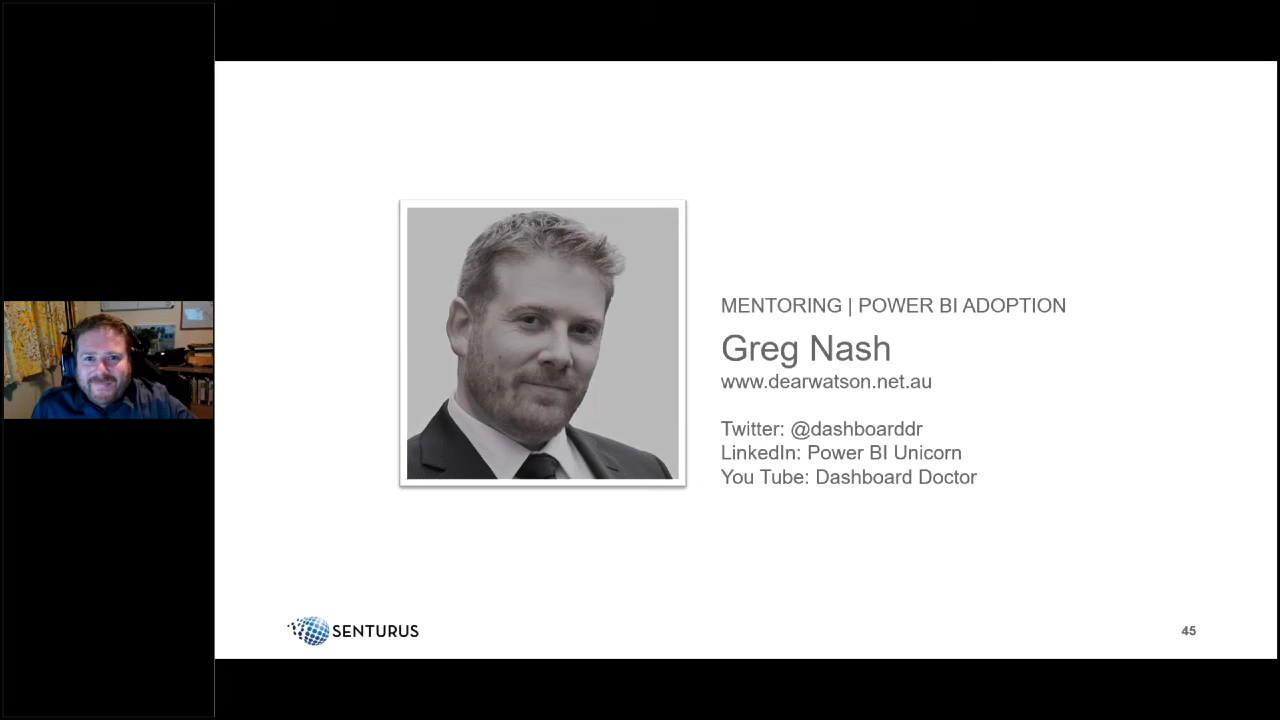 MENTORING | POWER BI ADOPTION
Greg Nash
www.dearwatson.net.au
Twitter: @dashboarddr
LinkedIn: Power BI Unicorn
You Tube: Dashboard Doctor
SENTURUS
45